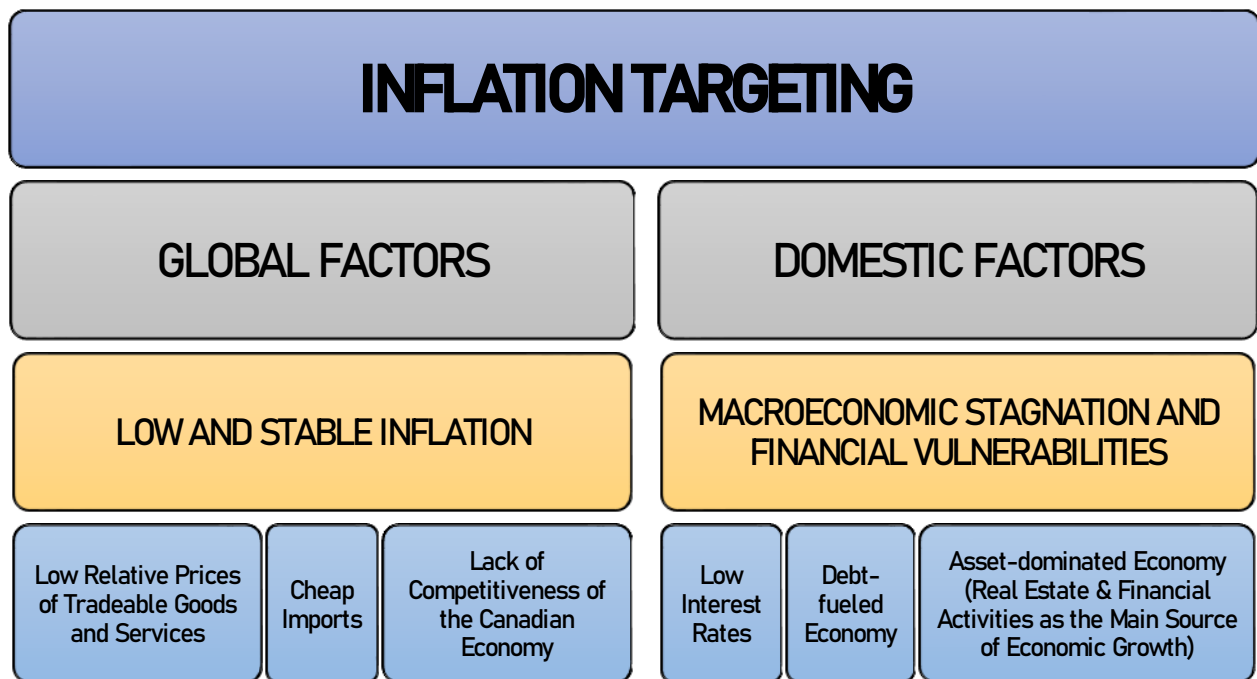 INFLATION TARGETING
GLOBAL FACTORS
DOMESTIC FACTORS
LOW AND STABLE INFLATION
MACROECONOMIC STAGNATION AND
FINANCIAL VULNERABILITIES
Low Relative Prices
of Tradeable Goods
and Services
Cheap
Imports
Lack of
Competitiveness of
the Canadian
Economy
Low
Interest
Rates
Debt-
fueled
Economy
Asset-dominated Economy
(Real Estate & Financial
Activities as the Main Source
of Economic Growth)